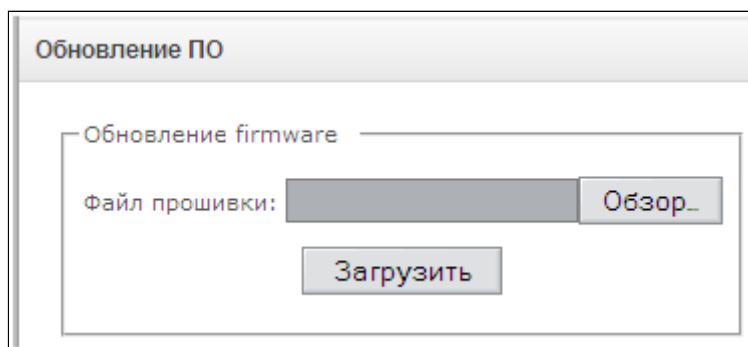 Обновление ПО
Обновление firmware
Файл прошивки: Обзор...
Загрузить